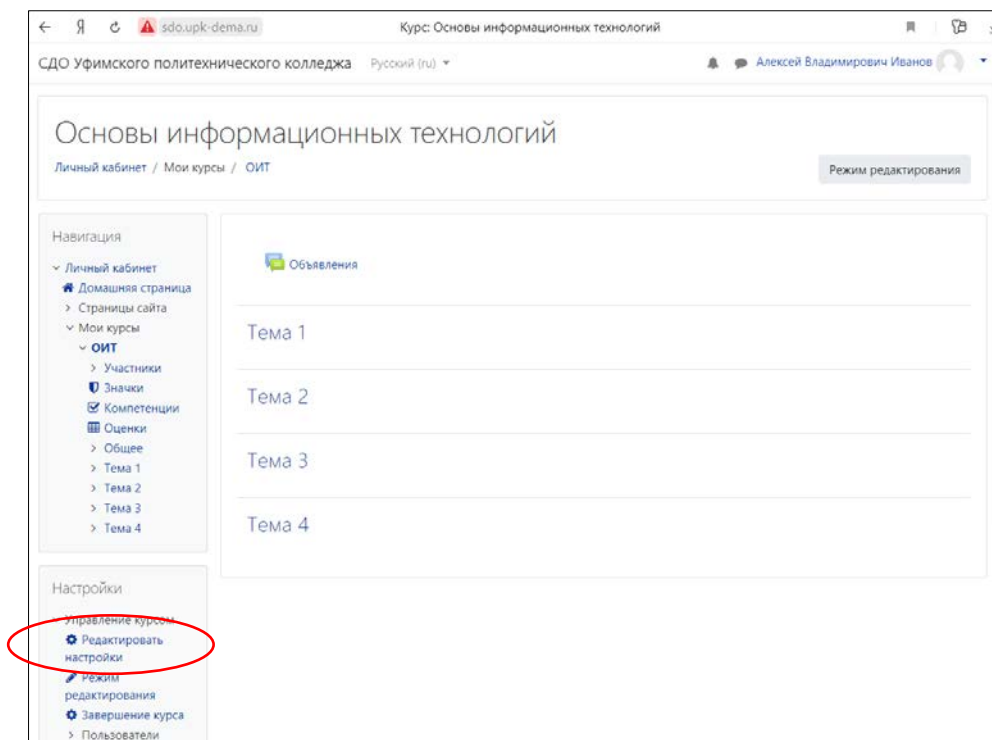 sdo.upk-dema.ru Курс: Основы информационных технологий
СДО Уфимского политехнического колледжа Русский (ru) Алексей Владимирович Иванов
Основы информационных технологий
Личный кабинет / Мои курсы / ОИТ
Режим редактирования
Навигация
Личный кабинет
Домашняя страница
Страницы сайта
Мои курсы
ОИТ
Участники
Значки
Компетенции
Оценки
Общее
Тема 1
Тема 2
Тема 3
Тема 4
Объявления
Тема 1
Тема 2
Тема 3
Тема 4
Настройки
Управление курсом
Редактировать
настройки
Режим
редактирования
Завершение курса
Пользователи